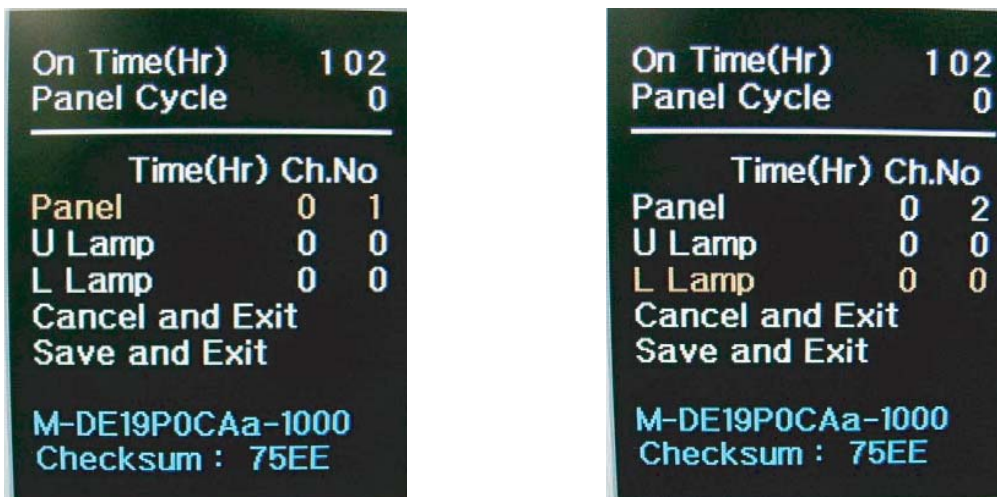 On Time(Hr) 102
Panel Cycle 0
Time(Hr) Ch.No
Panel 0 1
U Lamp 0 0
L Lamp 0 0
Cancel and Exit
Save and Exit
M-DE19P0CAa-1000
Checksum : 75EE
On Time(Hr) 102
Panel Cycle 0
Time(Hr) Ch.No
Panel 0 2
U Lamp 0 0
L Lamp 0 0
Cancel and Exit
Save and Exit
M-DE19P0CAa-1000
Checksum : 75EE